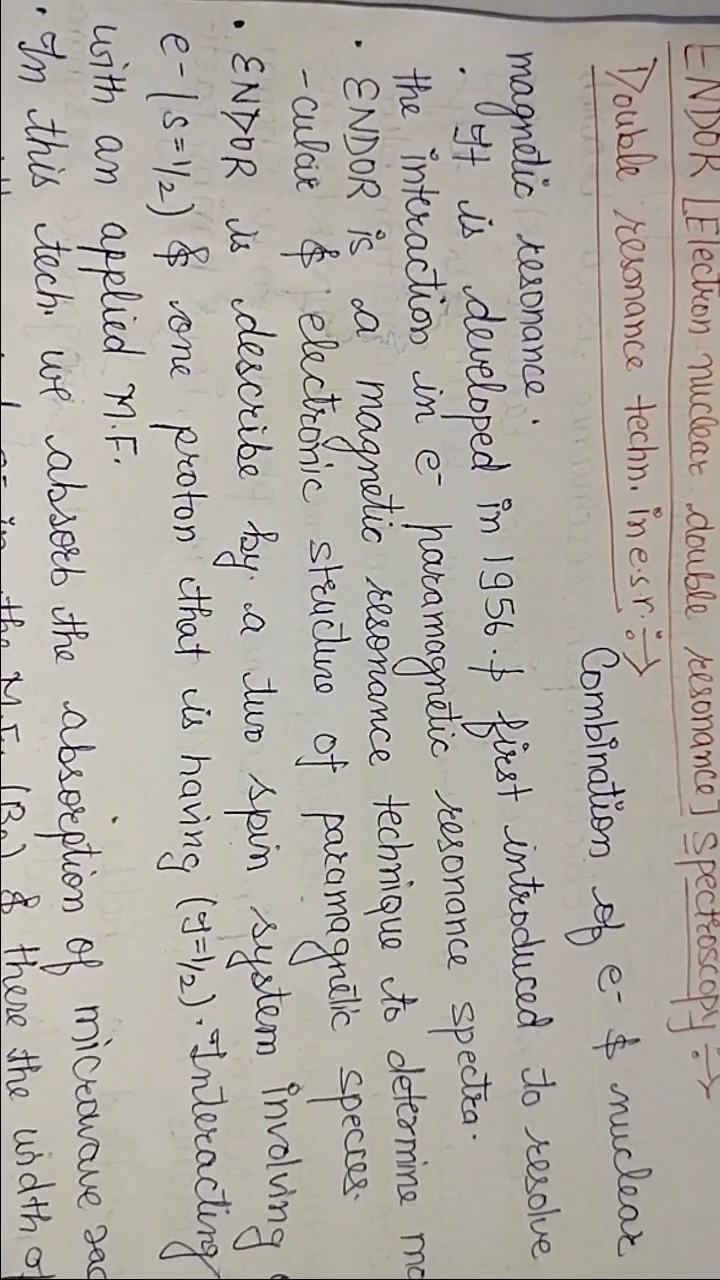 ENDOR [Electron nuclear double resonance] spectroscopy :→
Double resonance techn. in e.s.r. :→
Combination of e- & nuclear
magnetic resonance.
• It is developed in 1956. & first introduced to resolve
the interaction in e- paramagnetic resonance spectra.
• ENDOR is a magnetic resonance technique to determine mo
-cular & electronic structure of paramagnetic species.
• ENDOR is describe by a two spin system involving
e- (s=1/2) & one proton that is having (I=1/2). Interacting
with an applied M.F.
• In this tech. we absorb the absorption of microwave
in the M.F. (B0) & there the width of